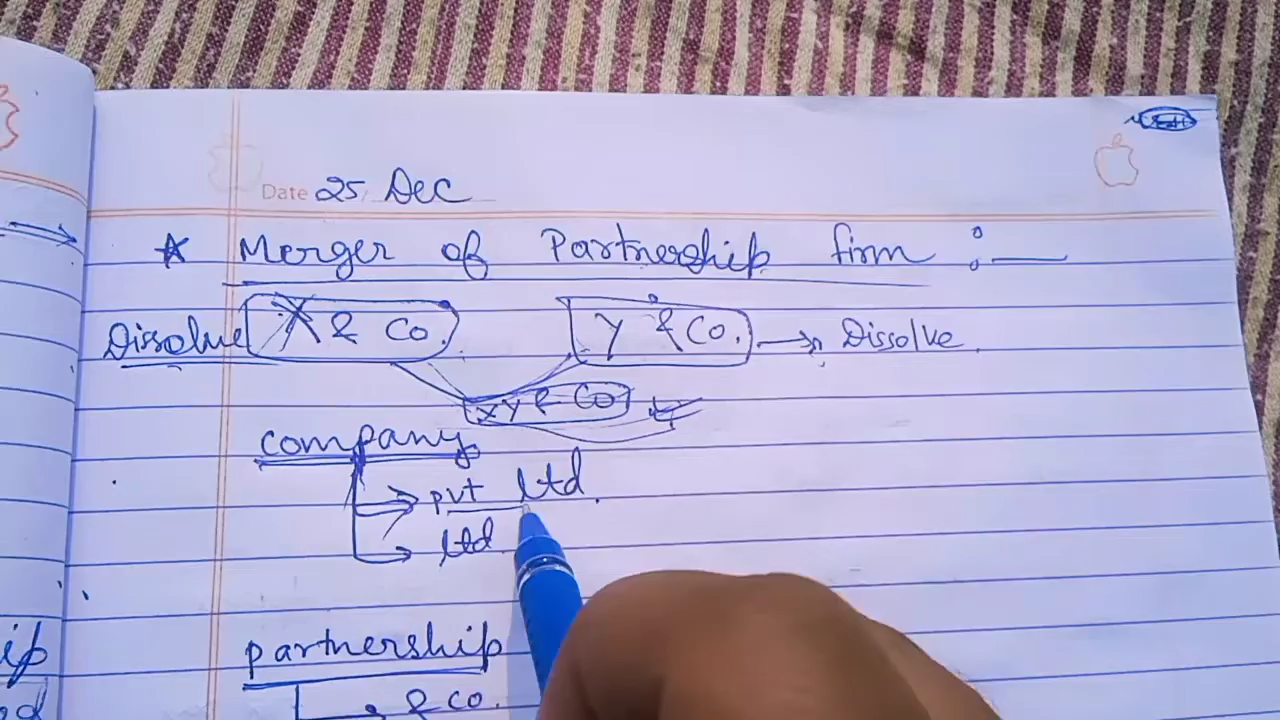 Date 25 Dec
* Merger of Partnership firm :-
Dissolve X & Co. Y & Co. → Dissolve.
XY & Co
company
→ pvt ltd.
→ ltd
partnership
→ & co.